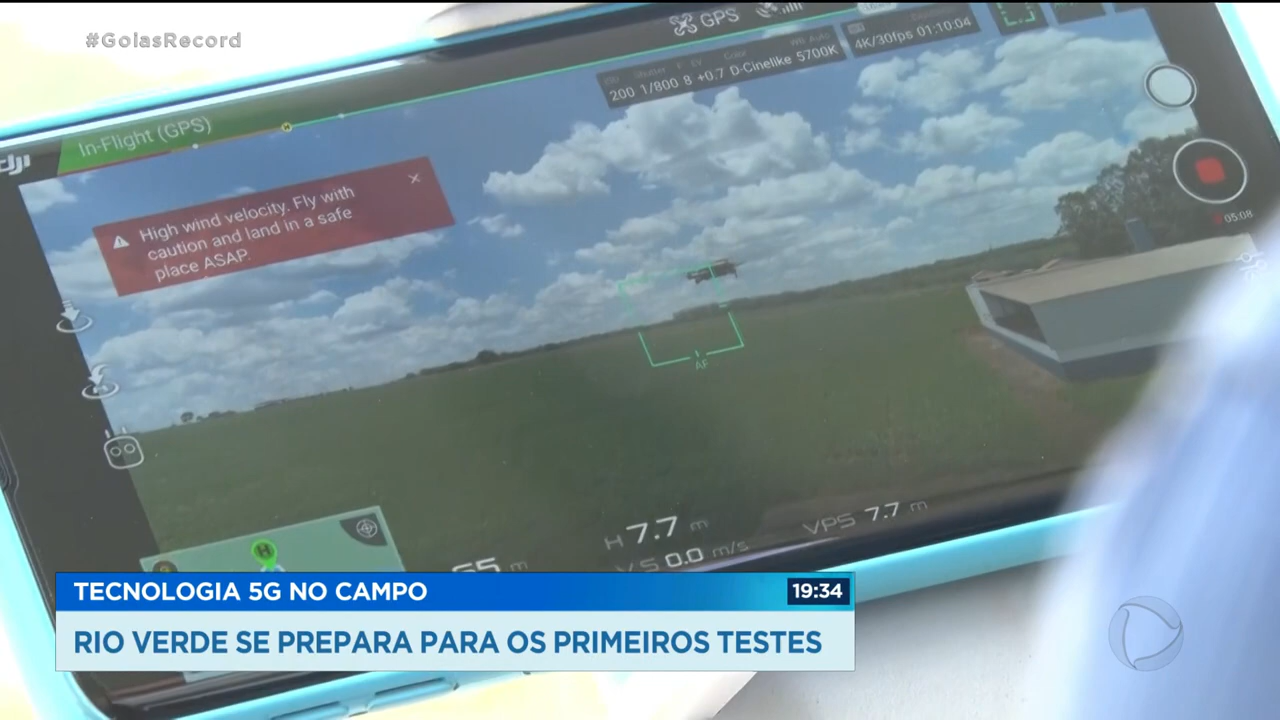 #GoIasRecord
GPS
200 1/800 8 +0.7 D-Cinelike 5700K
4K/30fps 01:10:04
dji
In-Flight (GPS)
High wind velocity. Fly with
caution and land in a safe
place ASAP.
05:08
AF
H 7.7 m
VPS 7.7 m
VS 0.0 m/s
H
TECNOLOGIA 5G NO CAMPO
19:34
RIO VERDE SE PREPARA PARA OS PRIMEIROS TESTES